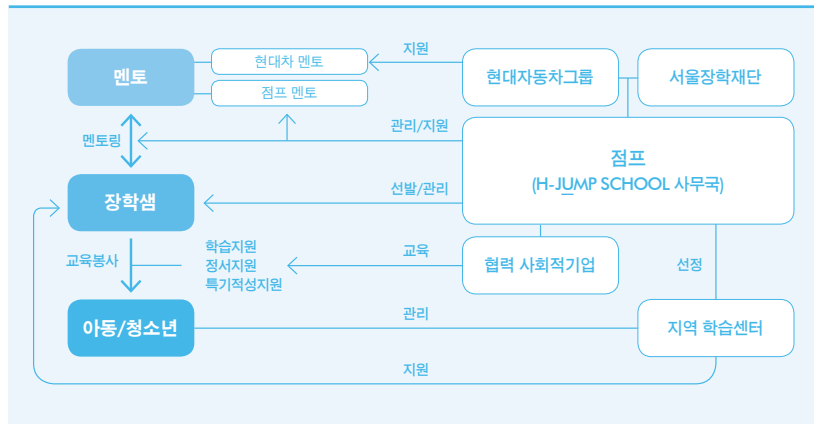 지원
멘토
현대차 멘토
현대자동차그룹
서울장학재단
점프 멘토
관리/지원
멘토링
점프
(H-JUMP SCHOOL 사무국)
선발/관리
장학샘
학습지원
정서지원
특기적성지원
교육봉사
교육
협력 사회적기업
선정
관리
아동/청소년
지역 학습센터
지원